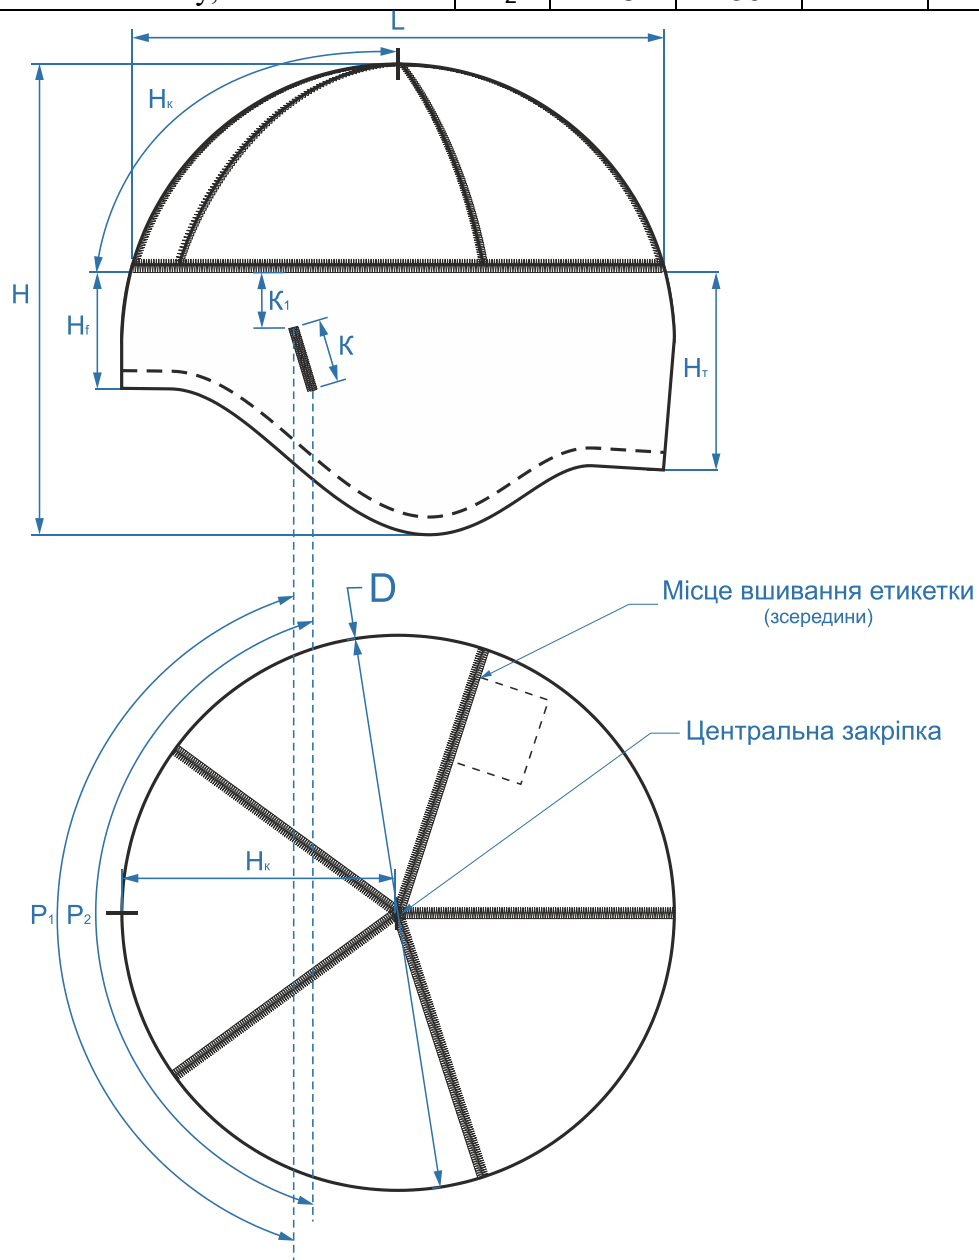 L
Hк
H
K1
Hf
K
Hт
D
Місце вшивання етикетки
(зсередини)
Центральна закріпка
Hк
P1 P2